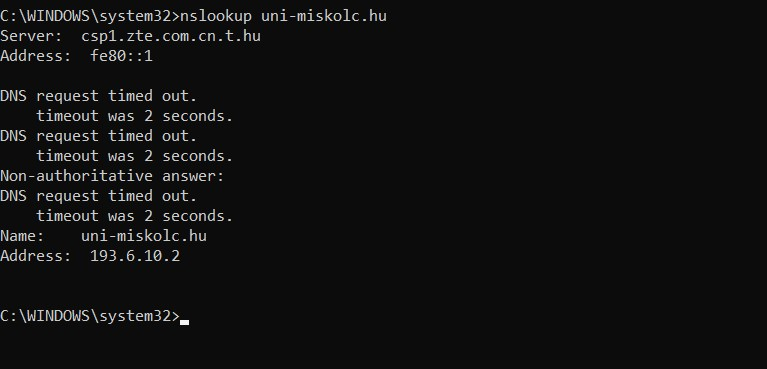 C:\WINDOWS\system32>nslookup uni-miskolc.hu
Server:  csp1.zte.com.cn.t.hu
Address:  fe80::1

DNS request timed out.
    timeout was 2 seconds.
DNS request timed out.
    timeout was 2 seconds.
Non-authoritative answer:
DNS request timed out.
    timeout was 2 seconds.
Name:    uni-miskolc.hu
Address:  193.6.10.2

C:\WINDOWS\system32>